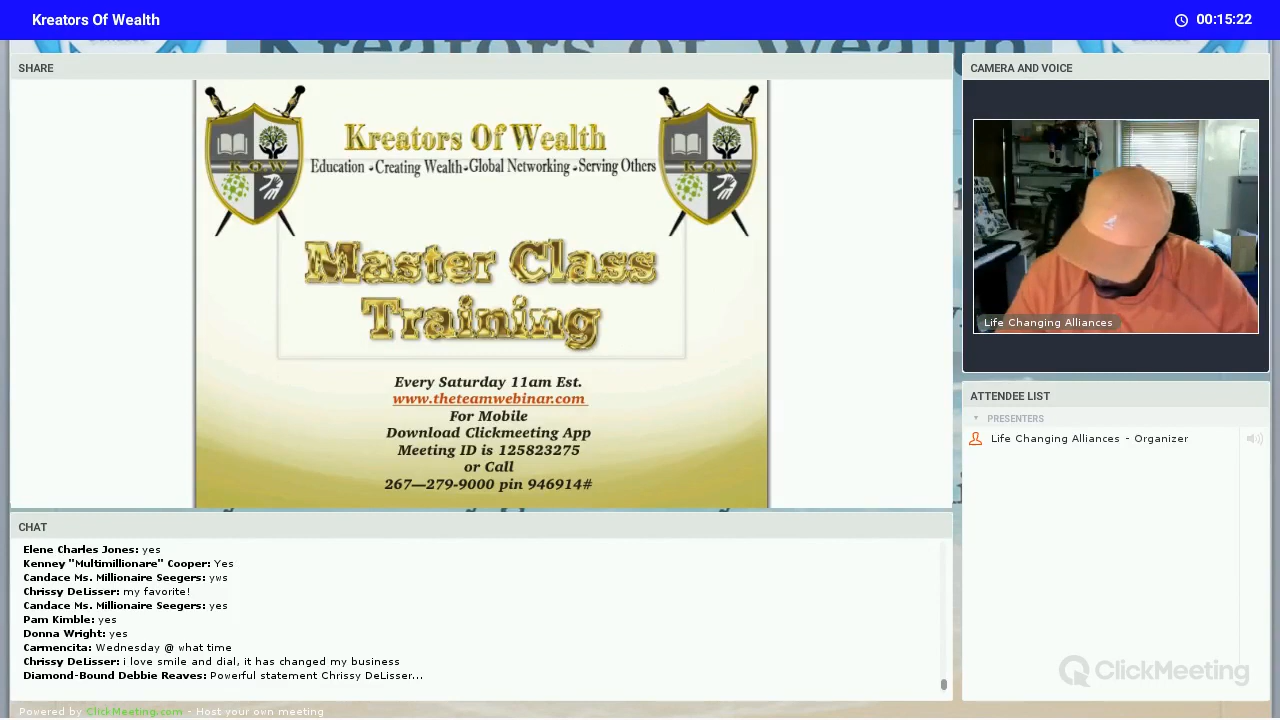 Kreators Of Wealth
00:15:22
Kreators of Wealth
SHARE
CAMERA AND VOICE
Kreators Of Wealth
Education - Creating Wealth - Global Networking - Serving Others
K O W
K O W
Master Class
Training
Every Saturday 11am Est.
www.theteamwebinar.com
For Mobile
Download Clickmeeting App
Meeting ID is 125823275
or Call
267—279-9000 pin 946914#
Life Changing Alliances
ATTENDEE LIST
PRESENTERS
Life Changing Alliances - Organizer
CHAT
Elene Charles Jones: yes
Kenney "Multimillionare" Cooper: Yes
Candace Ms. Millionaire Seegers: yws
Chrissy DeLisser: my favorite!
Candace Ms. Millionaire Seegers: yes
Pam Kimble: yes
Donna Wright: yes
Carmencita: Wednesday @ what time
Chrissy DeLisser: i love smile and dial, it has changed my business
Diamond-Bound Debbie Reaves: Powerful statement Chrissy DeLisser...
ClickMeeting
Powered by ClickMeeting.com - Host your own meeting